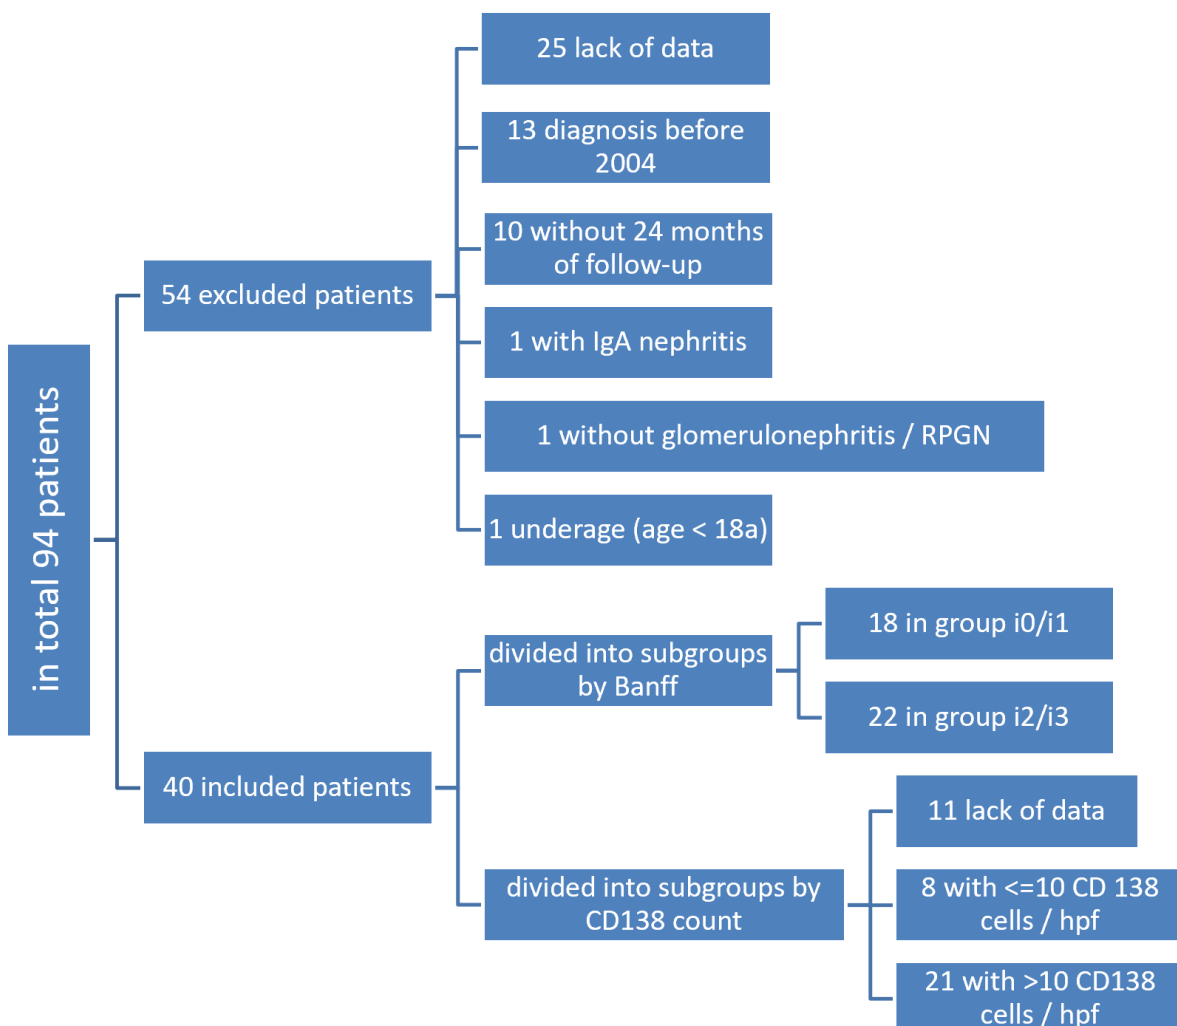 in total 94 patients
54 excluded patients
25 lack of data
13 diagnosis before
2004
10 without 24 months
of follow-up
1 with IgA nephritis
1 without glomerulonephritis / RPGN
1 underage (age < 18a)
40 included patients
divided into subgroups
by Banff
18 in group i0/i1
22 in group i2/i3
divided into subgroups by
CD138 count
11 lack of data
8 with <=10 CD 138
cells / hpf
21 with >10 CD138
cells / hpf